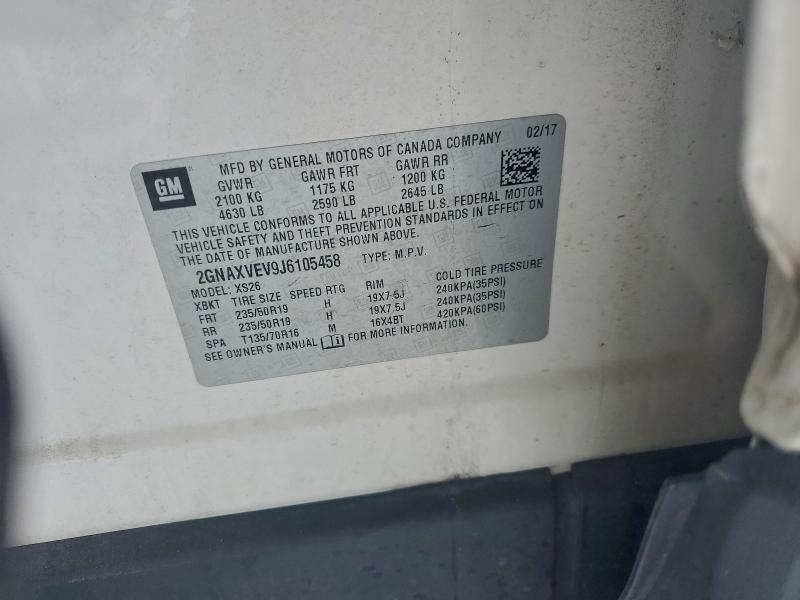 MFD BY GENERAL MOTORS OF CANADA COMPANY 02/17
GM
GVWR GAWR FRT GAWR RR
2100 KG 1175 KG 1200 KG
4630 LB 2590 LB 2645 LB
THIS VEHICLE CONFORMS TO ALL APPLICABLE U.S. FEDERAL MOTOR
VEHICLE SAFETY AND THEFT PREVENTION STANDARDS IN EFFECT ON
THE DATE OF MANUFACTURE SHOWN ABOVE.
2GNAXVEV9J6105458 TYPE: M.P.V.
MODEL: XS26
XBKT TIRE SIZE SPEED RTG RIM COLD TIRE PRESSURE
FRT 235/50R19 H 19X7.5J 240KPA(35PSI)
RR 235/50R19 H 19X7.5J 240KPA(35PSI)
SPA T135/70R16 M 16X4BT 420KPA(60PSI)
SEE OWNER'S MANUAL FOR MORE INFORMATION.